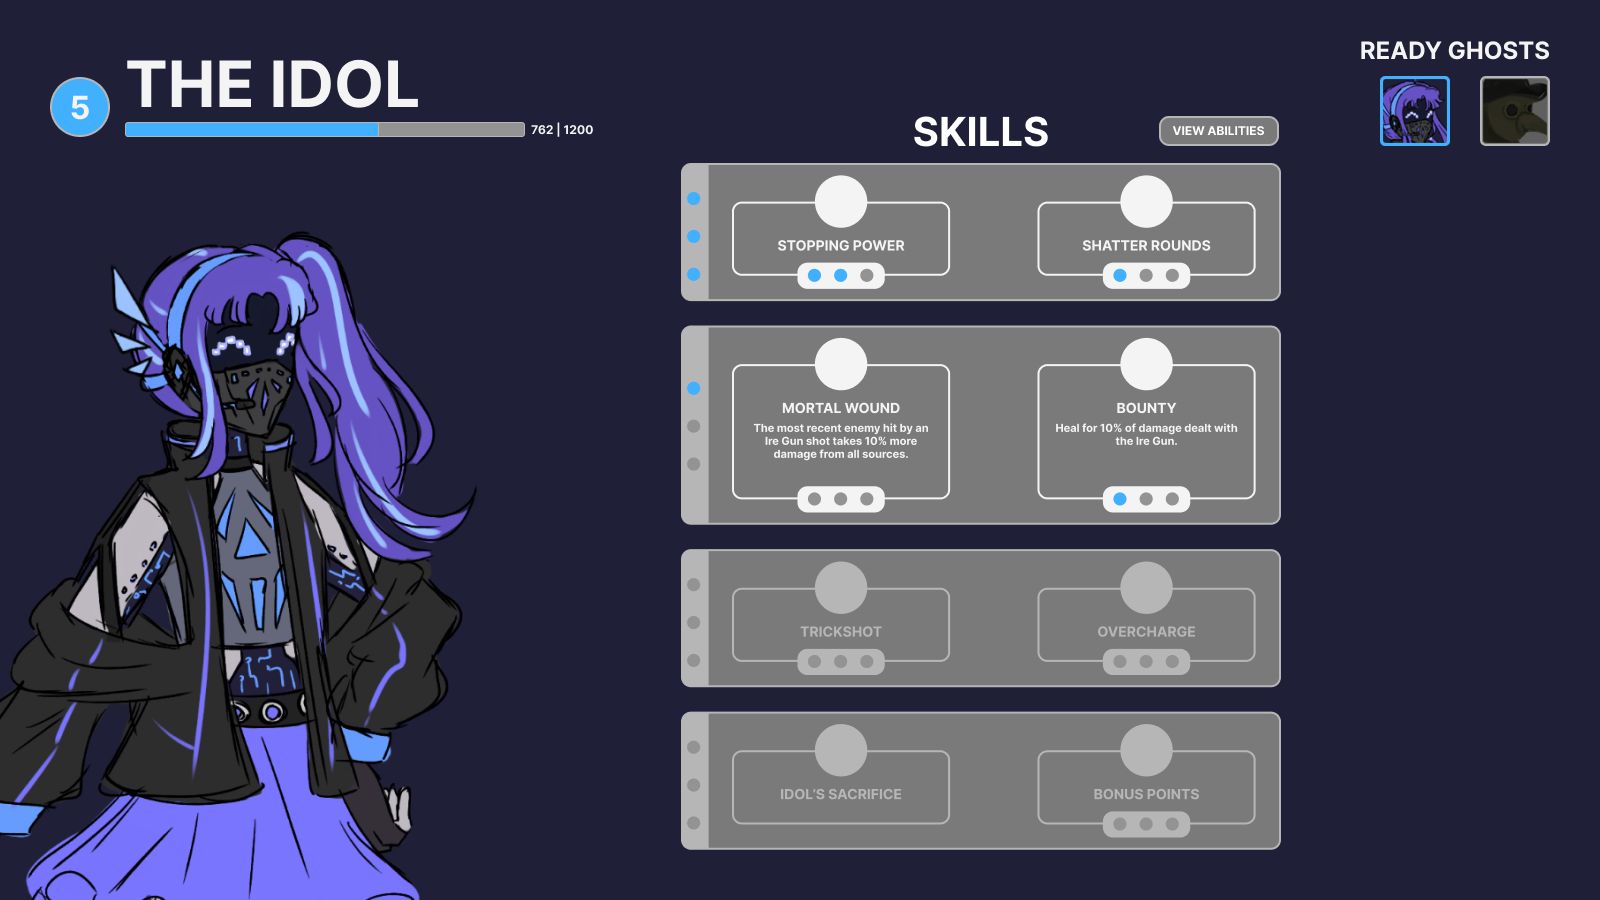 THE IDOL
5
762 | 1200
READY GHOSTS
SKILLS
VIEW ABILITIES
STOPPING POWER
SHATTER ROUNDS
MORTAL WOUND
The most recent enemy hit by an
Ire Gun shot takes 10% more
damage from all sources.
BOUNTY
Heal for 10% of damage dealt with
the Ire Gun.
TRICKSHOT
OVERCHARGE
IDOL'S SACRIFICE
BONUS POINTS